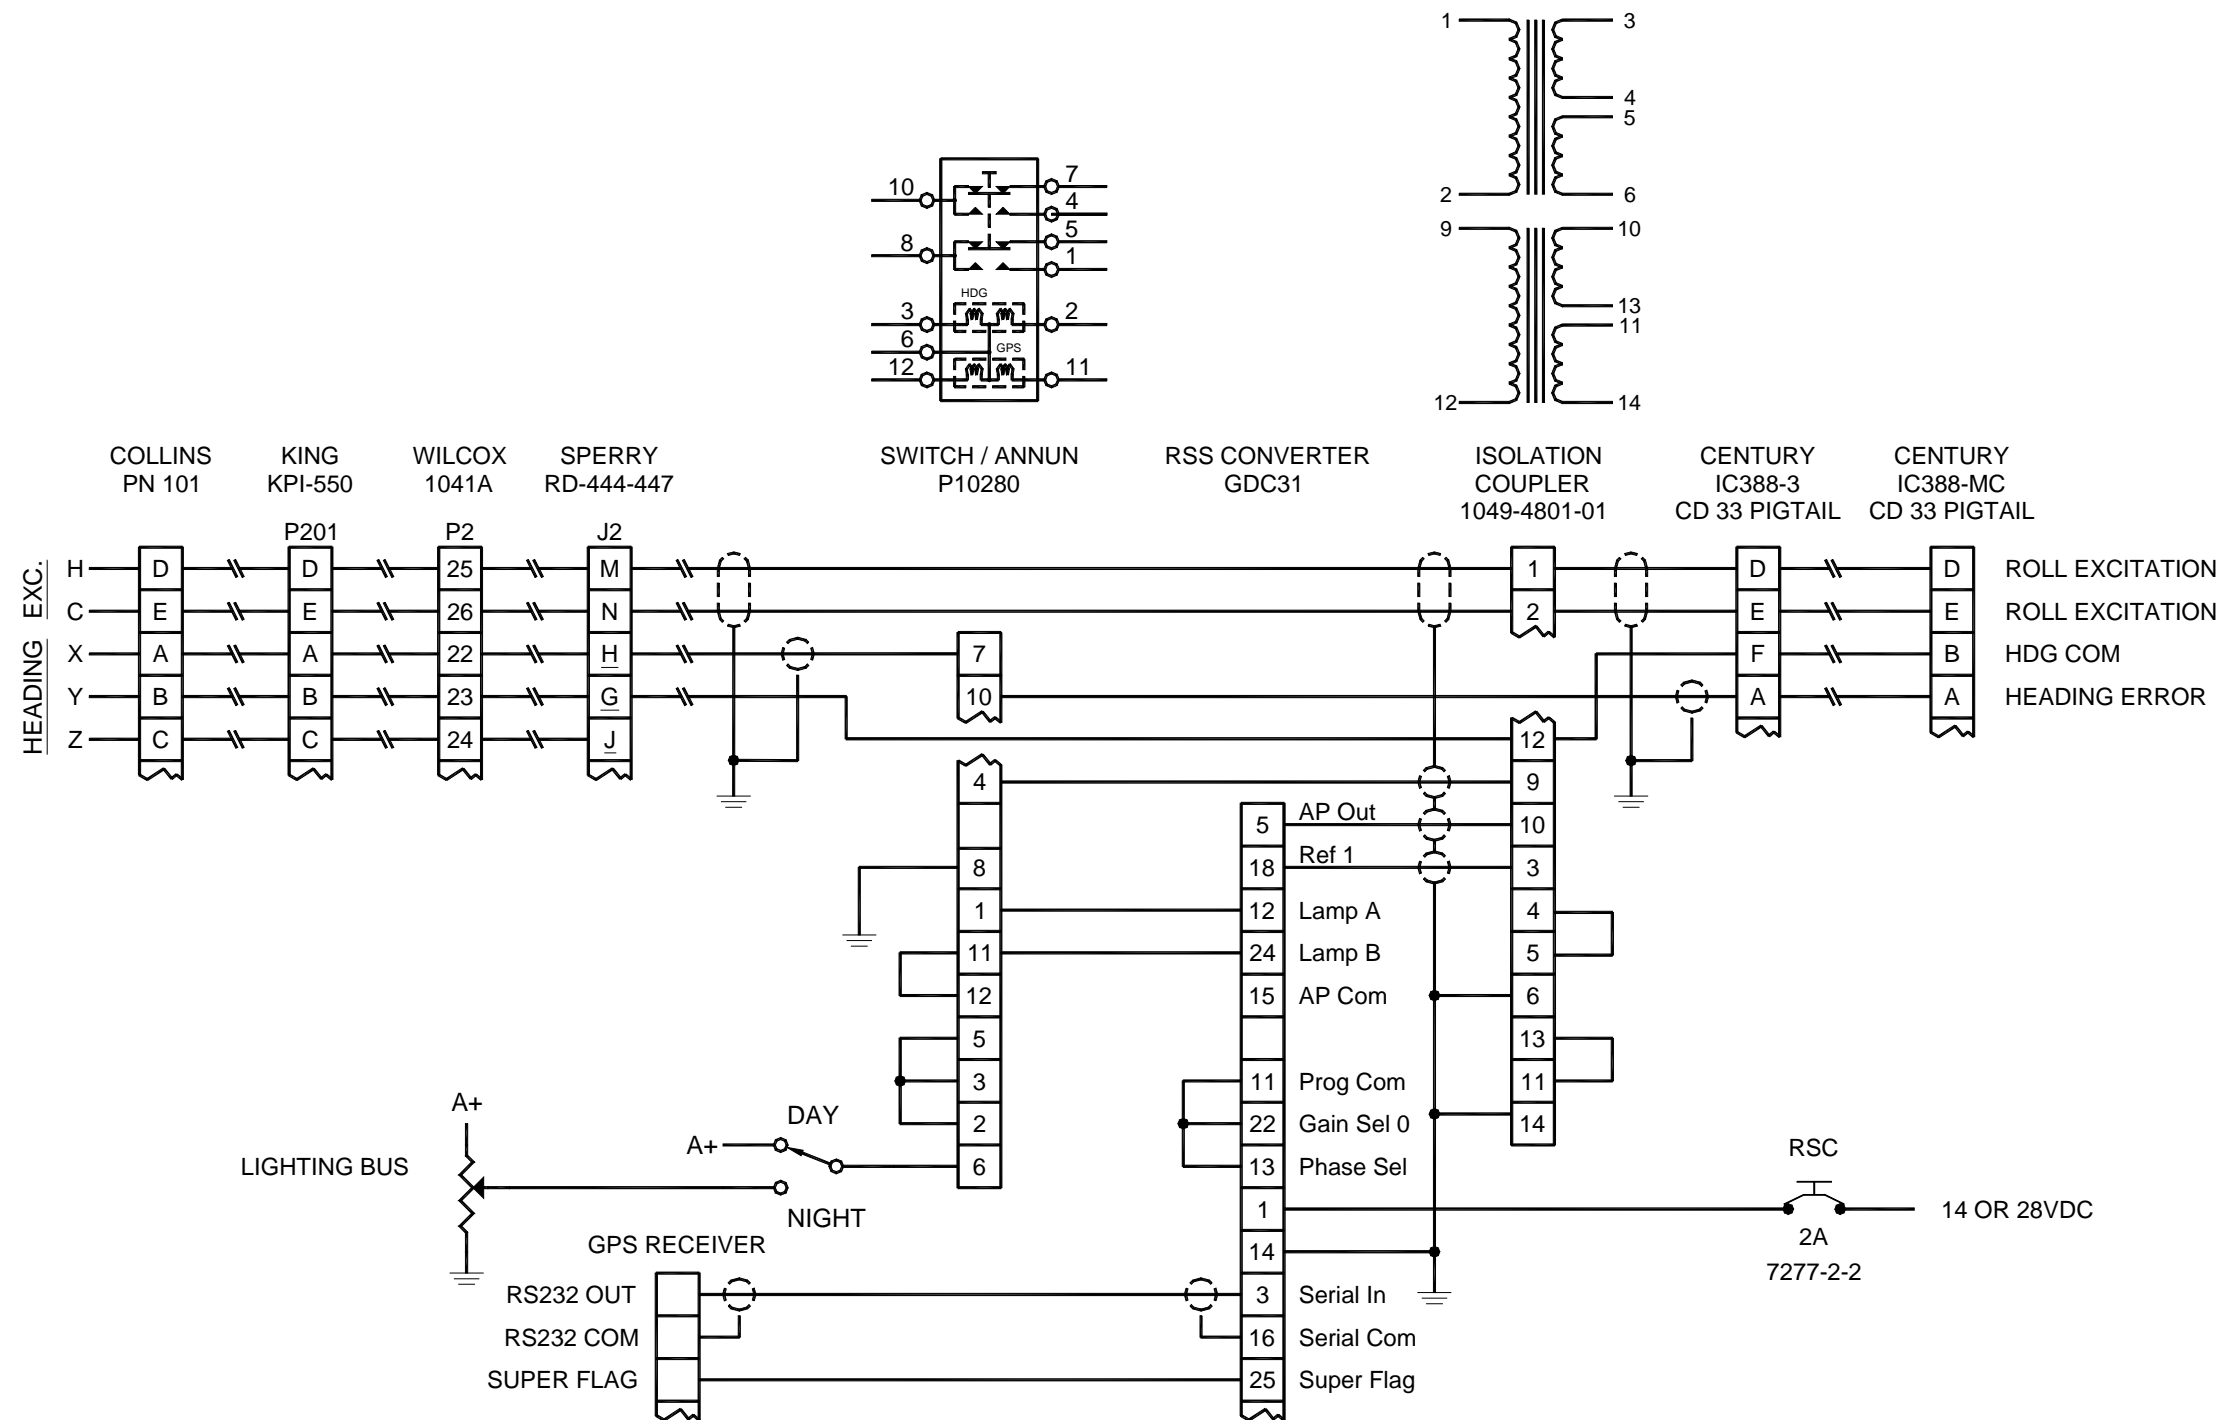 1 3
4
5
2 6
9 10
13
11
12 14
10 7
4
8 5
1
HDG
3 2
6 GPS
12 11
COLLINS
PN 101
KING
KPI-550
WILCOX
1041A
SPERRY
RD-444-447
SWITCH / ANNUN
P10280
RSS CONVERTER
GDC31
ISOLATION
COUPLER
1049-4801-01
CENTURY
IC388-3
CD 33 PIGTAIL
CENTURY
IC388-MC
CD 33 PIGTAIL
P201 P2 J2
EXC.
HEADING
H D D 25 M 1 D D ROLL EXCITATION
C E E 26 N 2 E E ROLL EXCITATION
X A A 22 H 7 F B HDG COM
Y B B 23 G 10 A A HEADING ERROR
Z C C 24 J 12
4 9
5 AP Out 10
8 18 Ref 1 3
1 12 Lamp A 4
11 24 Lamp B 5
12 15 AP Com 6
5 13
3 11 Prog Com 11
2 22 Gain Sel 0 14
6 13 Phase Sel
A+
LIGHTING BUS
A+
DAY
NIGHT
1
RSC
2A
7277-2-2
14 OR 28VDC
14
GPS RECEIVER
RS232 OUT 3 Serial In
RS232 COM 16 Serial Com
SUPER FLAG 25 Super Flag